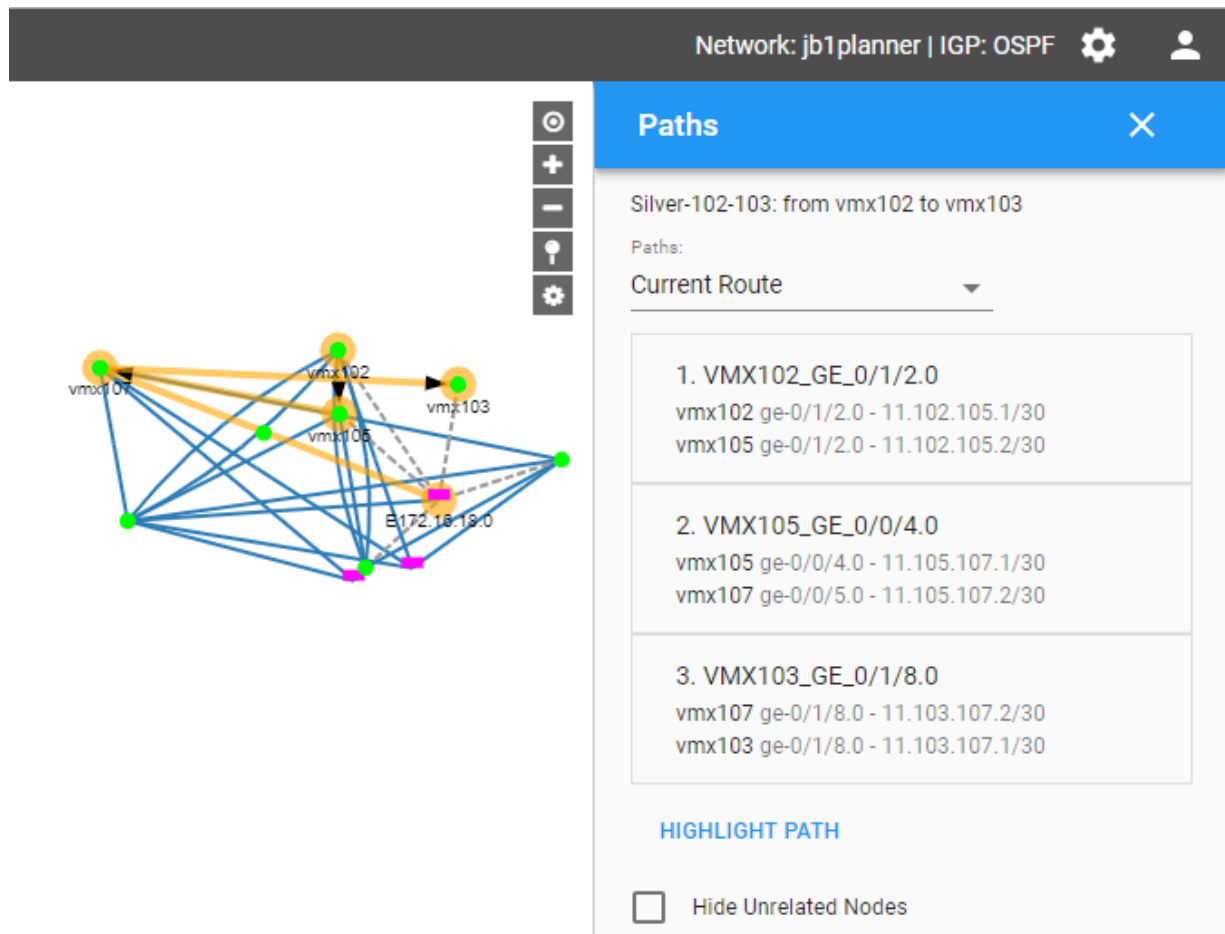 Network: jb1planner | IGP: OSPF
Paths
Silver-102-103: from vmx102 to vmx103
Paths:
Current Route
1. VMX102_GE_0/1/2.0
vmx102 ge-0/1/2.0 - 11.102.105.1/30
vmx105 ge-0/1/2.0 - 11.102.105.2/30
2. VMX105_GE_0/0/4.0
vmx105 ge-0/0/4.0 - 11.105.107.1/30
vmx107 ge-0/0/5.0 - 11.105.107.2/30
3. VMX103_GE_0/1/8.0
vmx107 ge-0/1/8.0 - 11.103.107.2/30
vmx103 ge-0/1/8.0 - 11.103.107.1/30
HIGHLIGHT PATH
Hide Unrelated Nodes
vmx102
vmx107
vmx103
vmx105
E172.16.18.0